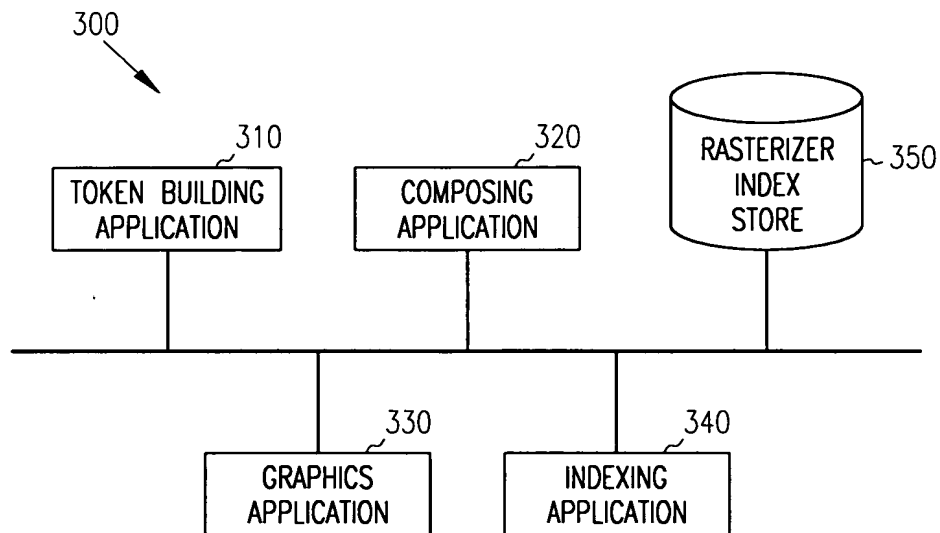 300
310
TOKEN BUILDING
APPLICATION
320
COMPOSING
APPLICATION
RASTERIZER
INDEX
STORE
350
330
GRAPHICS
APPLICATION
340
INDEXING
APPLICATION